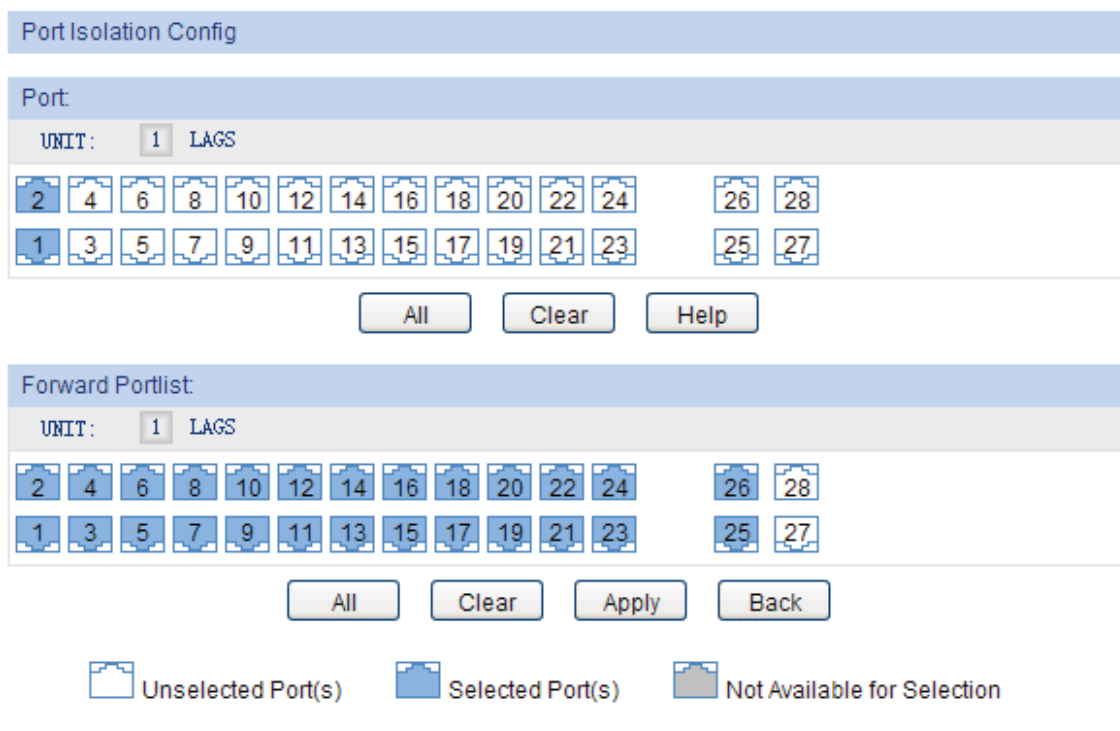 Port Isolation Config
Port:
UNIT: 1 LAGS
2 4 6 8 10 12 14 16 18 20 22 24 26 28
1 3 5 7 9 11 13 15 17 19 21 23 25 27
All Clear Help
Forward Portlist:
UNIT: 1 LAGS
2 4 6 8 10 12 14 16 18 20 22 24 26 28
1 3 5 7 9 11 13 15 17 19 21 23 25 27
All Clear Apply Back
Unselected Port(s) Selected Port(s) Not Available for Selection